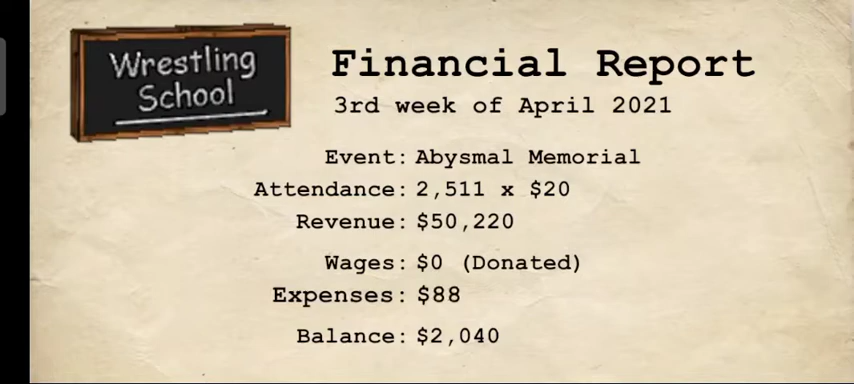 Wrestling
School
Financial Report
3rd week of April 2021
Event: Abysmal Memorial
Attendance: 2,511 x $20
Revenue: $50,220
Wages: $0 (Donated)
Expenses: $88
Balance: $2,040